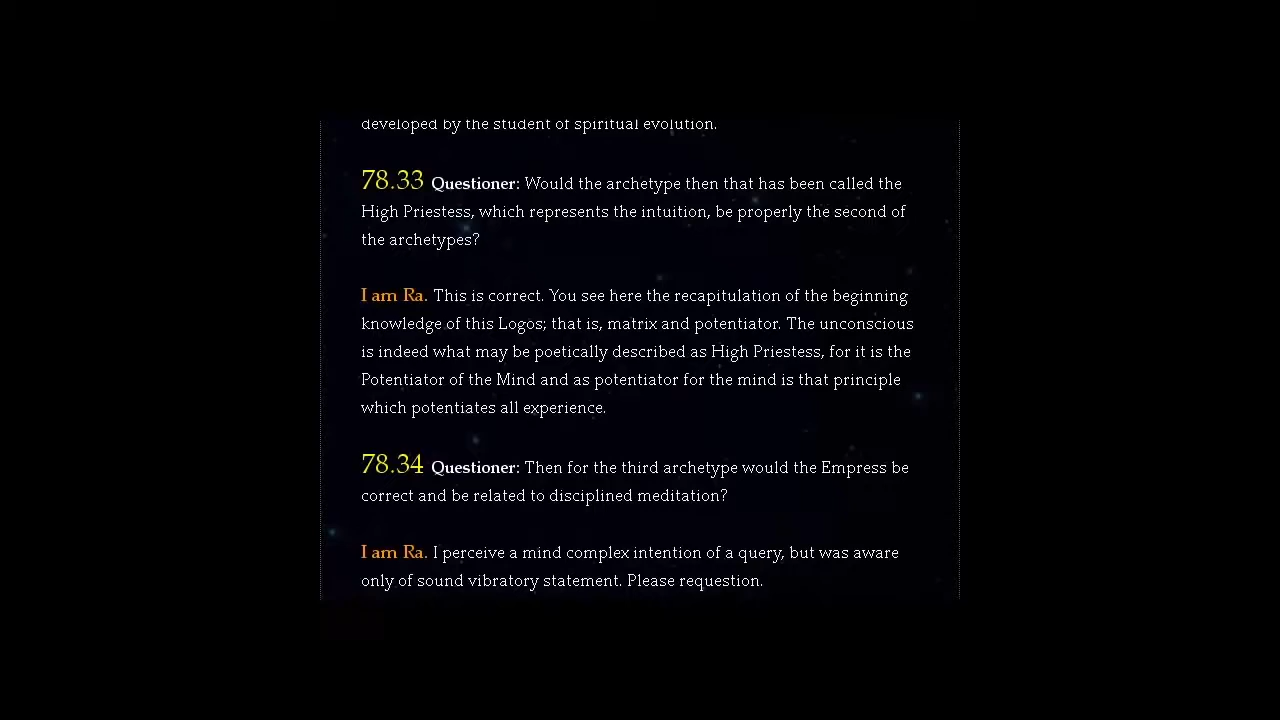 developed by the student of spiritual evolution.
78.33 Questioner: Would the archetype then that has been called the
High Priestess, which represents the intuition, be properly the second of
the archetypes?
I am Ra. This is correct. You see here the recapitulation of the beginning
knowledge of this Logos; that is, matrix and potentiator. The unconscious
is indeed what may be poetically described as High Priestess, for it is the
Potentiator of the Mind and as potentiator for the mind is that principle
which potentiates all experience.
78.34 Questioner: Then for the third archetype would the Empress be
correct and be related to disciplined meditation?
I am Ra. I perceive a mind complex intention of a query, but was aware
only of sound vibratory statement. Please requestion.